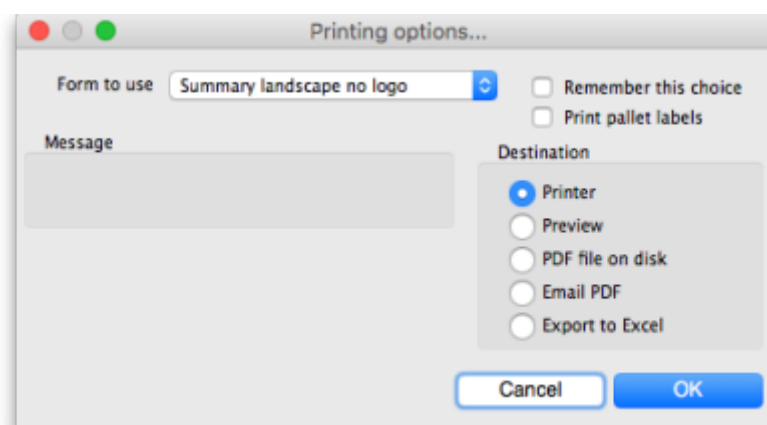 Printing options...
Form to use Summary landscape no logo
Remember this choice
Print pallet labels
Message
Destination
Printer
Preview
PDF file on disk
Email PDF
Export to Excel
Cancel OK